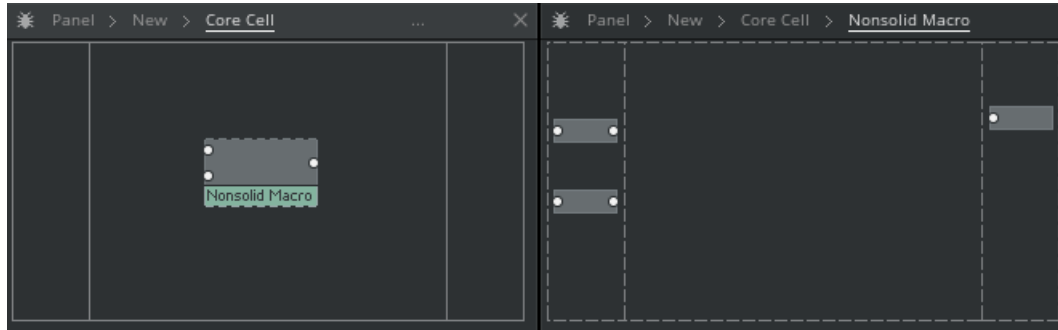 Panel > New > Core Cell ...
Panel > New > Core Cell > Nonsolid Macro
Nonsolid Macro